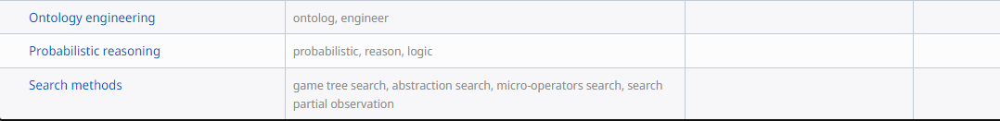 Ontology engineering
ontolog, engineer
Probabilistic reasoning
probabilistic, reason, logic
Search methods
game tree search, abstraction search, micro-operators search, search
partial observation